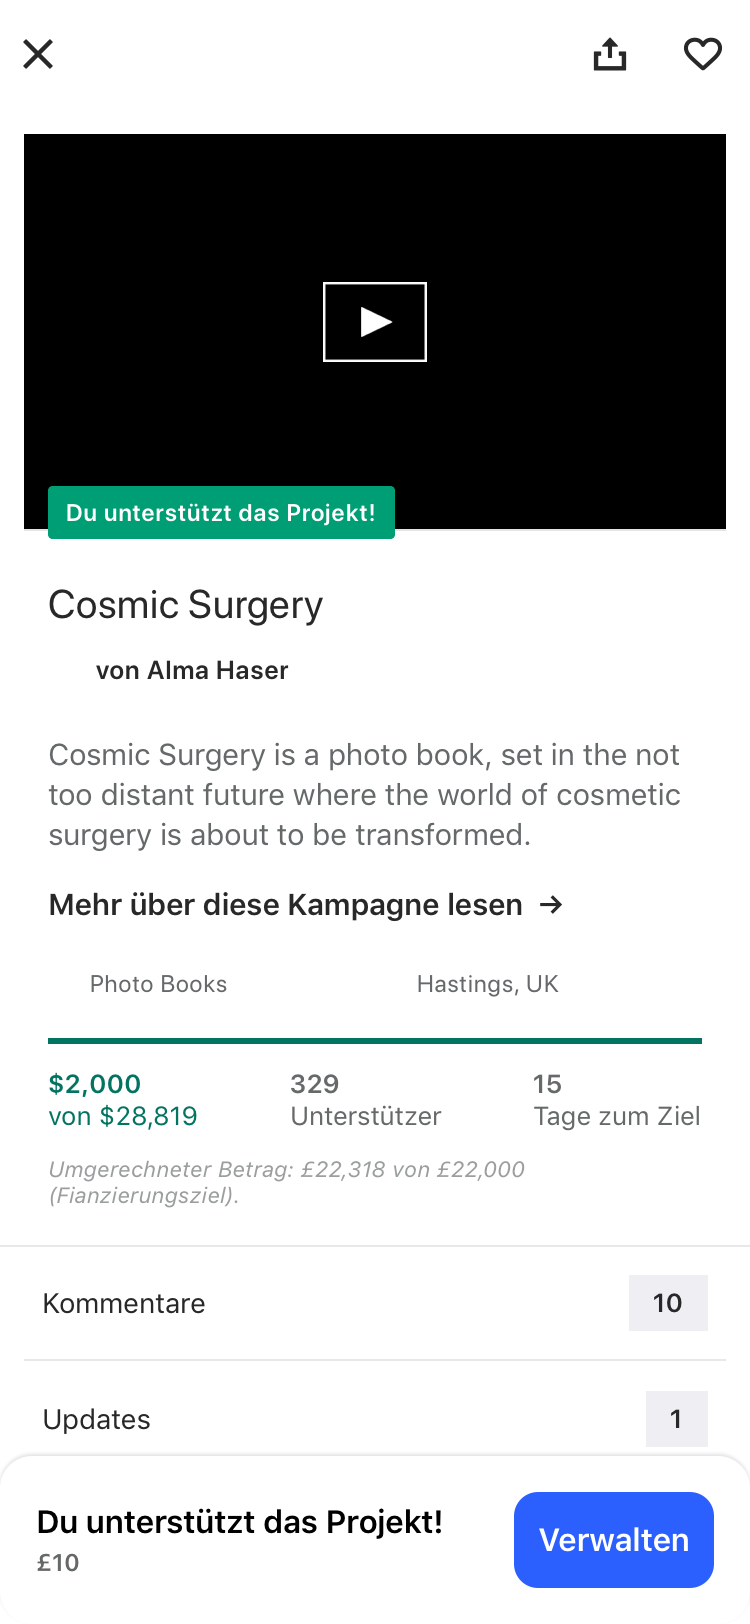 Du unterstützt das Projekt!
Cosmic Surgery
von Alma Haser
Cosmic Surgery is a photo book, set in the not
too distant future where the world of cosmetic
surgery is about to be transformed.
Mehr über diese Kampagne lesen →
Photo Books
Hastings, UK
$2,000
von $28,819
329
Unterstützer
15
Tage zum Ziel
Umgerechneter Betrag: £22,318 von £22,000
(Fianzierungsziel).
Kommentare
10
Updates
1
Du unterstützt das Projekt!
£10
Verwalten